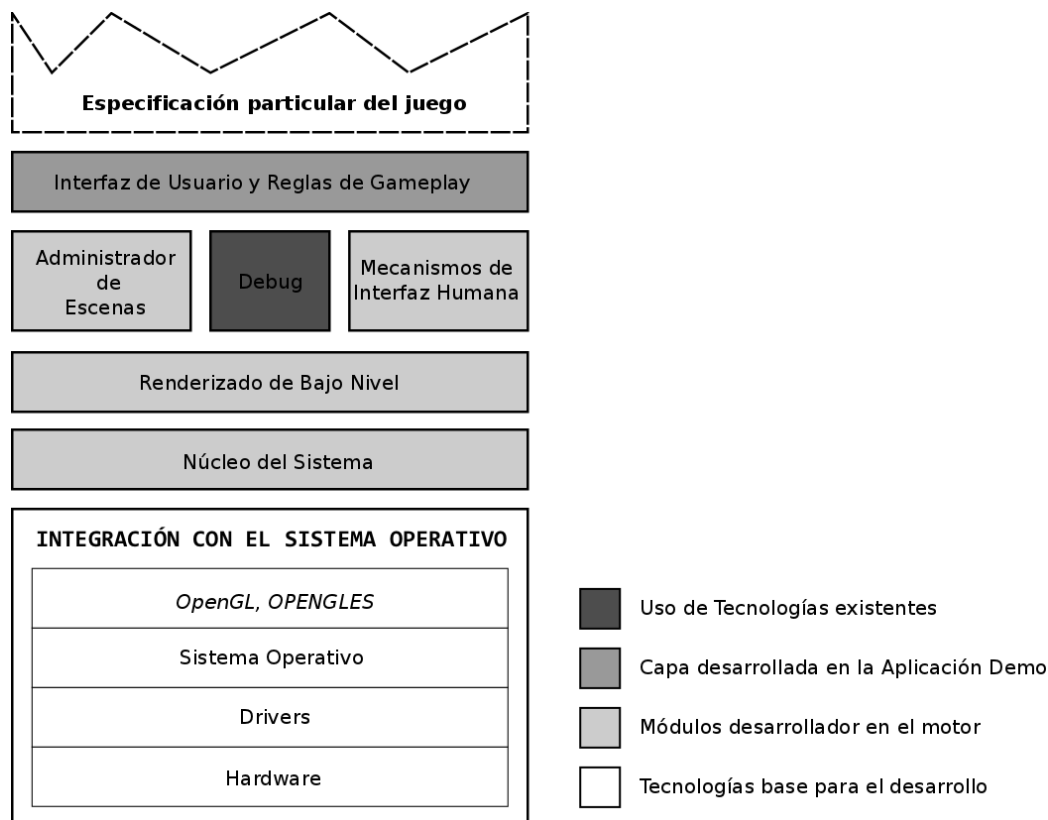 Especificación particular del juego
Interfaz de Usuario y Reglas de Gameplay
Administrador
de
Escenas
Debug
Mecanismos de
Interfaz Humana
Renderizado de Bajo Nivel
Núcleo del Sistema
INTEGRACIÓN CON EL SISTEMA OPERATIVO
OpenGL, OPENGLES
Sistema Operativo
Drivers
Hardware
Uso de Tecnologías existentes
Capa desarrollada en la Aplicación Demo
Módulos desarrollador en el motor
Tecnologías base para el desarrollo